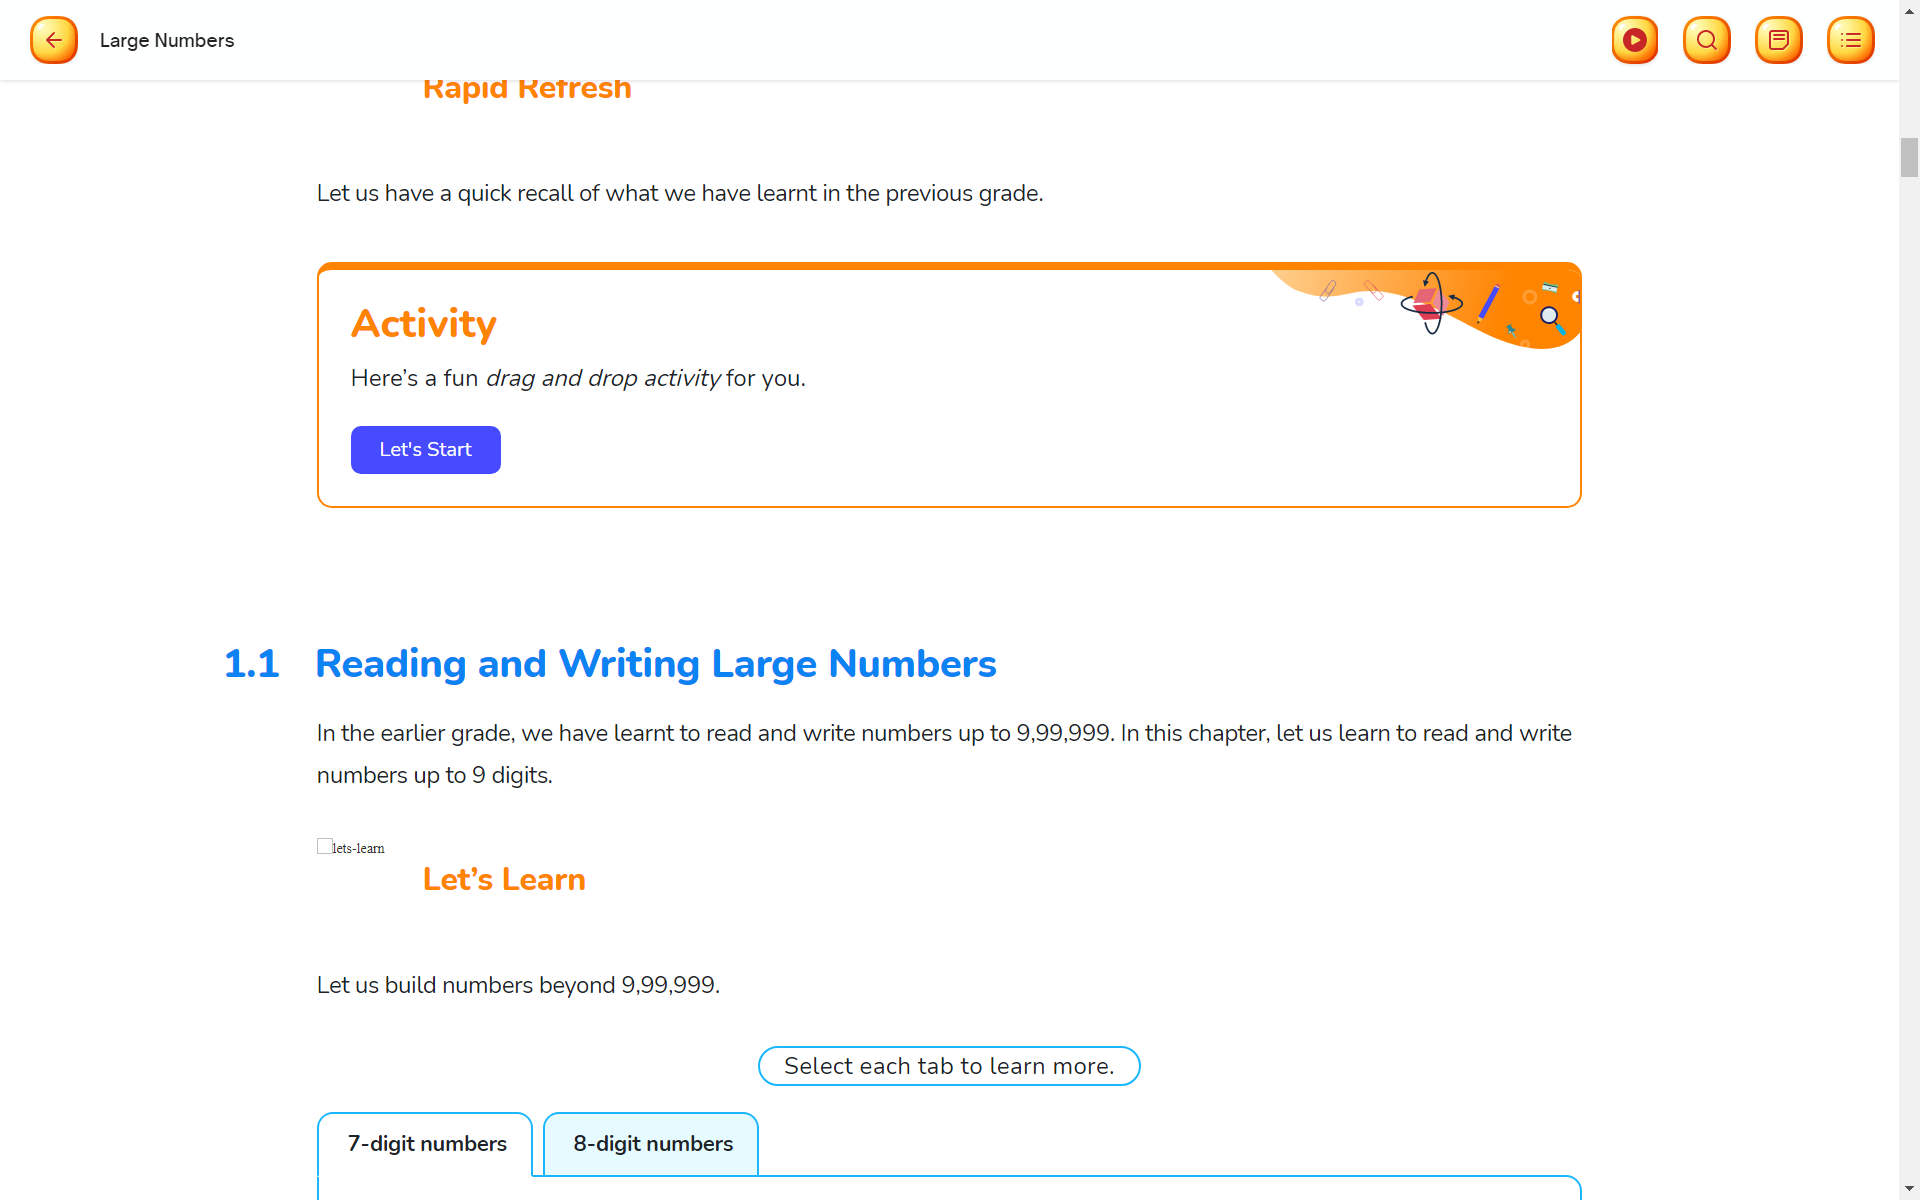 Large Numbers
Rapid Refresh
Let us have a quick recall of what we have learnt in the previous grade.
Activity
Here’s a fun drag and drop activity for you.
Let's Start
1.1 Reading and Writing Large Numbers
In the earlier grade, we have learnt to read and write numbers up to 9,99,999. In this chapter, let us learn to read and write
numbers up to 9 digits.
lets-learn
Let’s Learn
Let us build numbers beyond 9,99,999.
Select each tab to learn more.
7-digit numbers
8-digit numbers